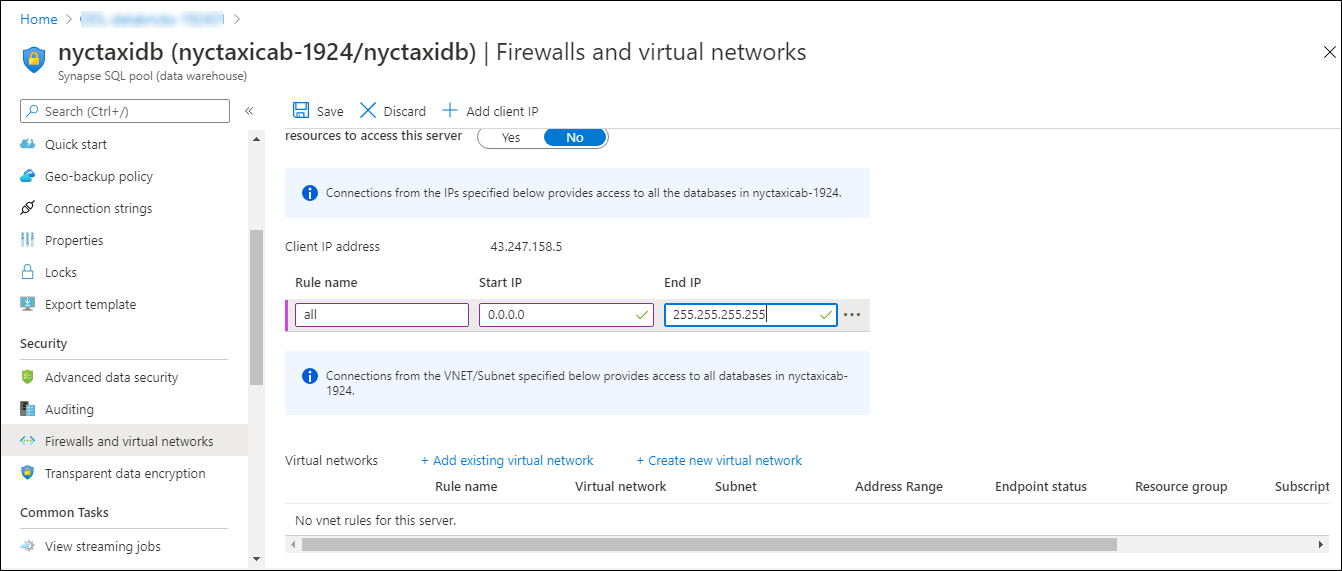 Home
nyctaxidb (nyctaxicab-1924/nyctaxidb) | Firewalls and virtual networks
Synapse SQL pool (data warehouse)
Search (Ctrl+/)
«
Save
Discard
Add client IP
Quick start
Geo-backup policy
Connection strings
Properties
Locks
Export template
Security
Advanced data security
Auditing
Firewalls and virtual networks
Transparent data encryption
Common Tasks
View streaming jobs
resources to access this server
Yes
No
Connections from the IPs specified below provides access to all the databases in nyctaxicab-1924.
Client IP address 43.247.158.5
Rule name Start IP End IP
all 0.0.0.0 255.255.255.255
Connections from the VNET/Subnet specified below provides access to all databases in nyctaxicab-
1924.
Virtual networks + Add existing virtual network + Create new virtual network
Rule name Virtual network Subnet Address Range Endpoint status Resource group Subscript
No vnet rules for this server.